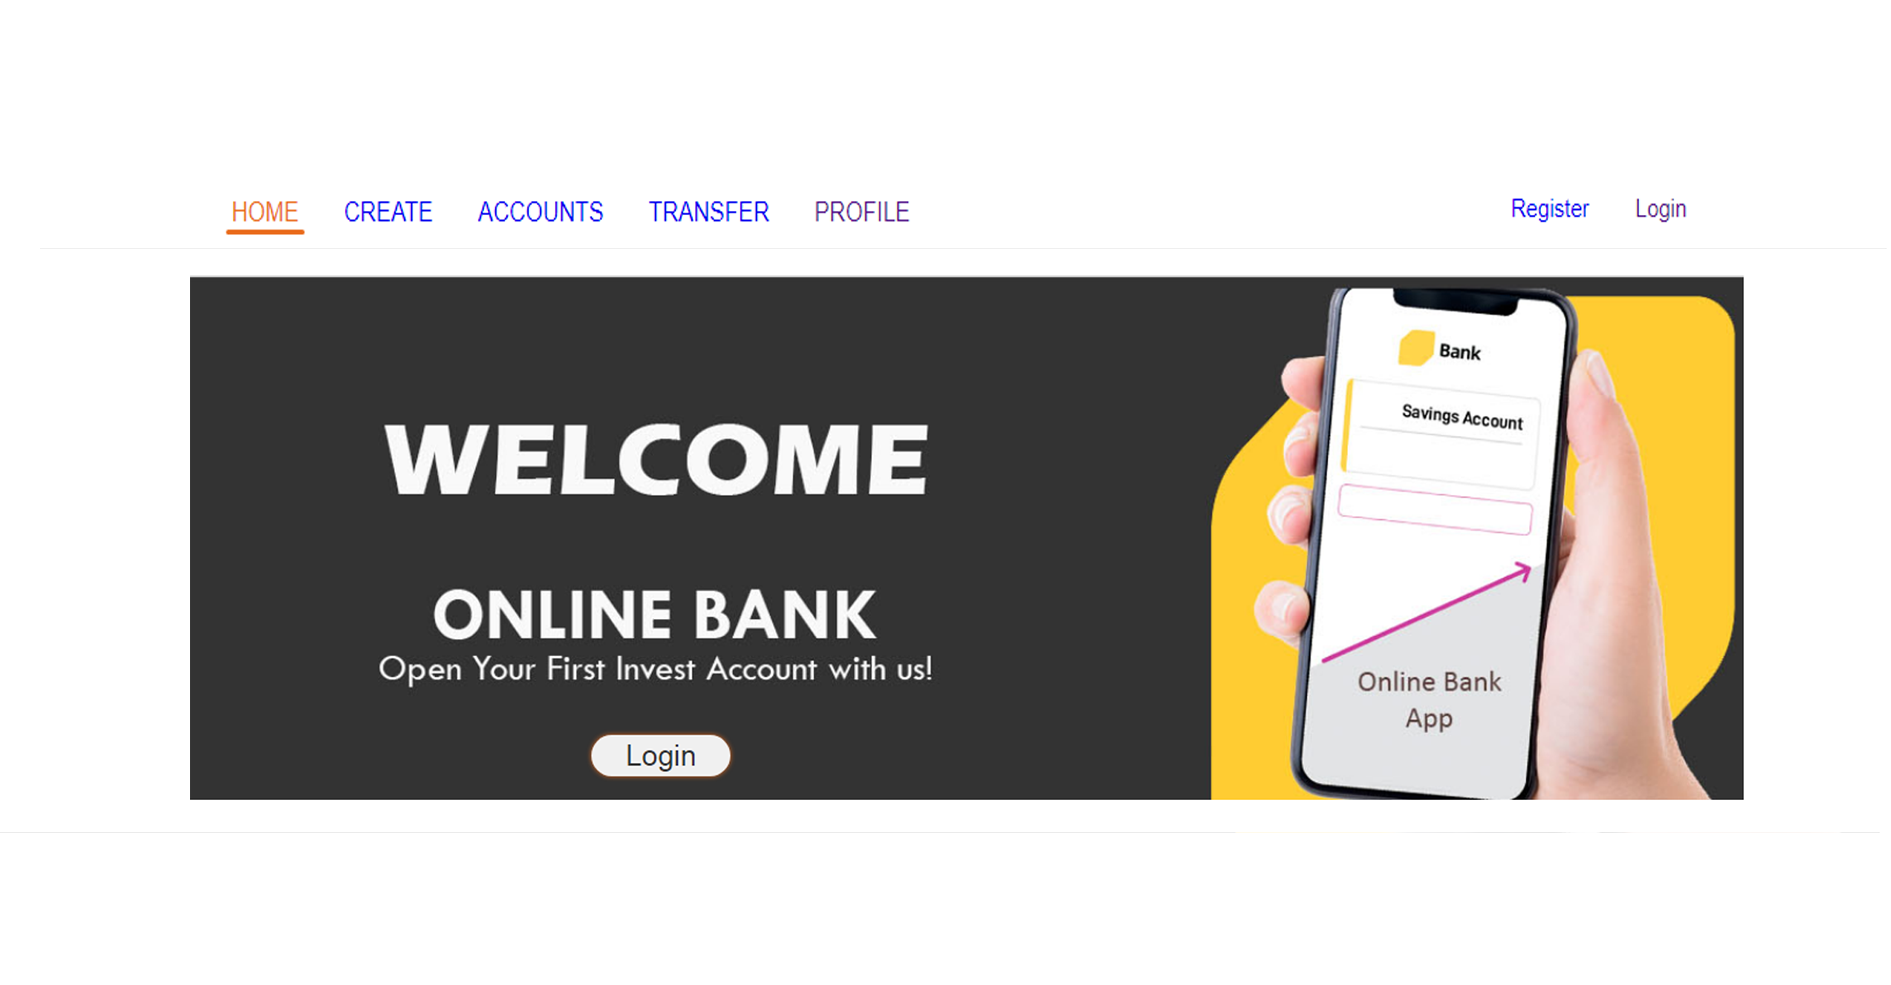 HOME CREATE ACCOUNTS TRANSFER PROFILE Register Login
WELCOME
ONLINE BANK
Open Your First Invest Account with us!
Login
Bank
Savings Account
Online Bank
App